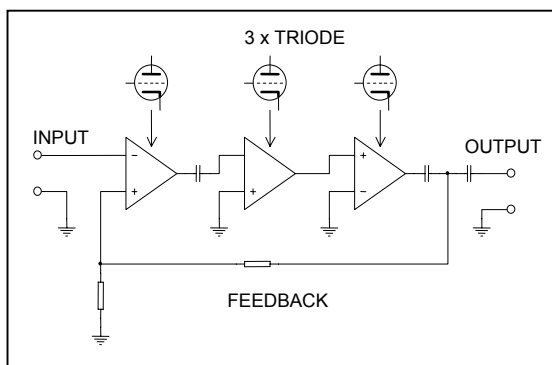 3 x TRIODE
INPUT
OUTPUT
−
+
+
+
−
FEEDBACK